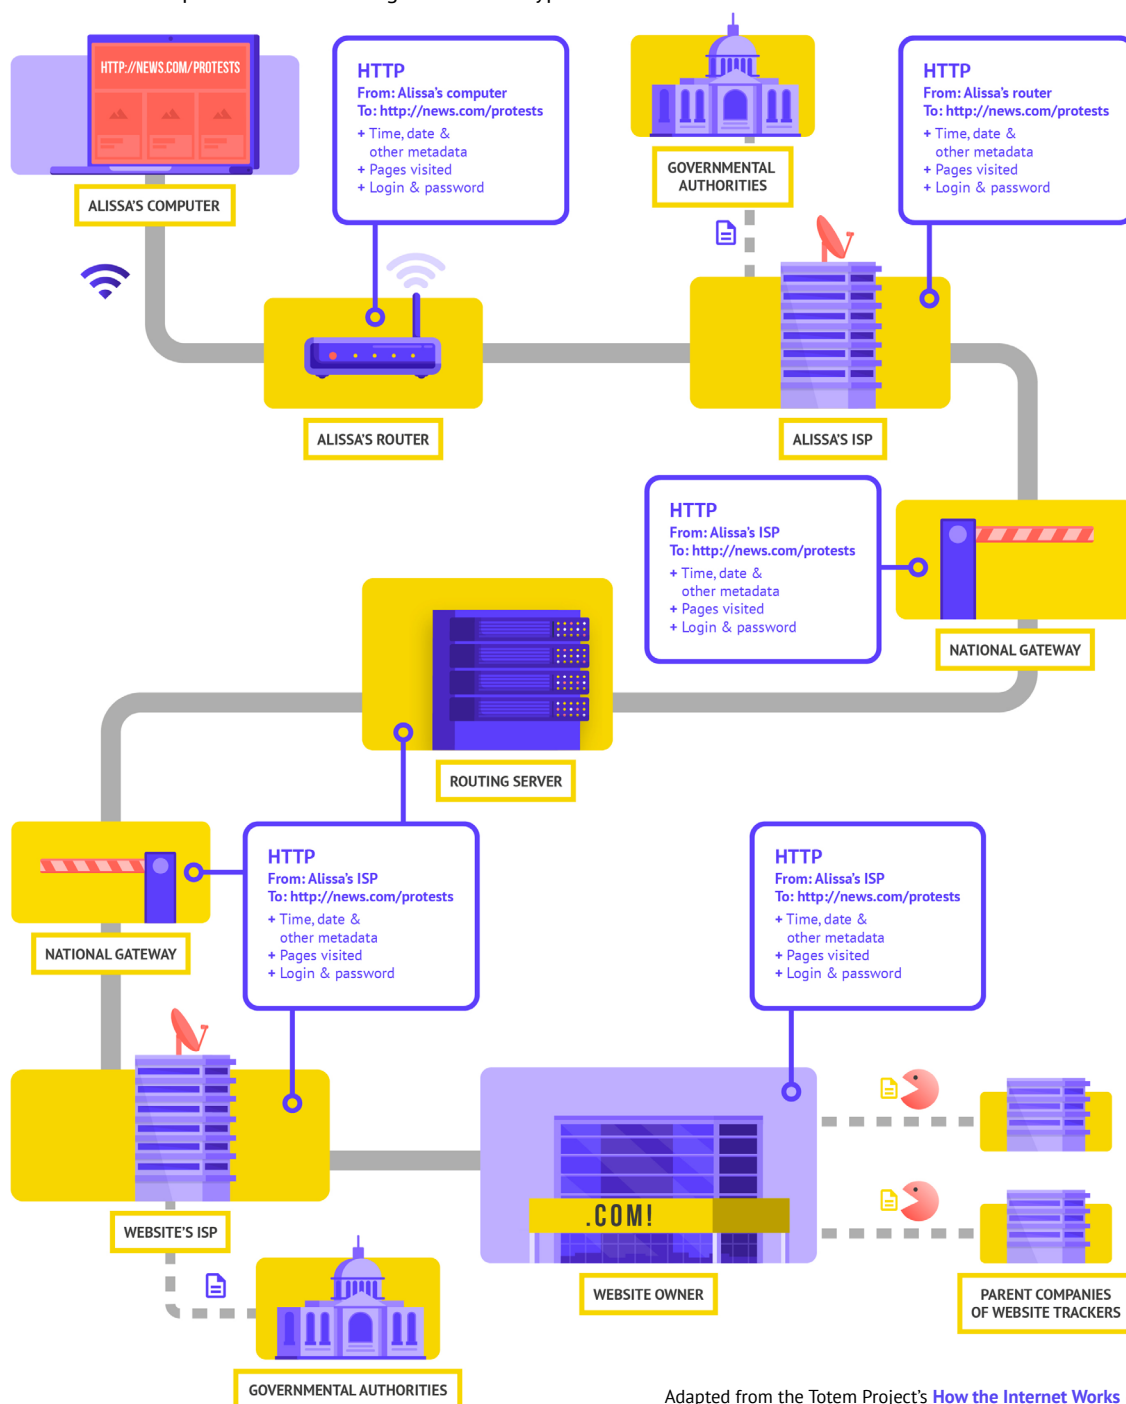 HTTP://NEWS.COM/PROTESTS
ALISSA'S COMPUTER
HTTP
From: Alissa's computer
To: http://news.com/protests
+ Time, date &
other metadata
+ Pages visited
+ Login & password
GOVERNMENTAL
AUTHORITIES
HTTP
From: Alissa's router
To: http://news.com/protests
+ Time, date &
other metadata
+ Pages visited
+ Login & password
ALISSA'S ROUTER
ALISSA'S ISP
HTTP
From: Alissa's ISP
To: http://news.com/protests
+ Time, date &
other metadata
+ Pages visited
+ Login & password
NATIONAL GATEWAY
ROUTING SERVER
HTTP
From: Alissa's ISP
To: http://news.com/protests
+ Time, date &
other metadata
+ Pages visited
+ Login & password
NATIONAL GATEWAY
HTTP
From: Alissa's ISP
To: http://news.com/protests
+ Time, date &
other metadata
+ Pages visited
+ Login & password
WEBSITE'S ISP
.COM!
WEBSITE OWNER
PARENT COMPANIES
OF WEBSITE TRACKERS
GOVERNMENTAL AUTHORITIES
Adapted from the Totem Project's How the Internet Works